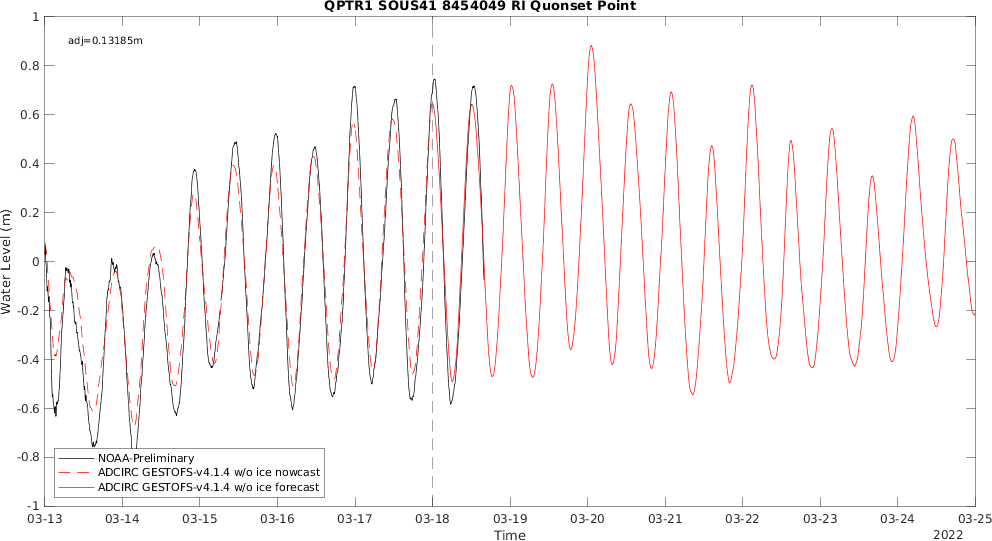 QPTR1 SOUS41 8454049 RI Quonset Point
adj=0.13185m
1
0.8
0.6
0.4
0.2
0
-0.2
-0.4
-0.6
-0.8
-1
Water Level (m)
NOAA-Preliminary
ADCIRC GESTOFS-v4.1.4 w/o ice nowcast
ADCIRC GESTOFS-v4.1.4 w/o ice forecast
03-13 03-14 03-15 03-16 03-17 03-18 03-19 03-20 03-21 03-22 03-23 03-24 03-25
Time
2022